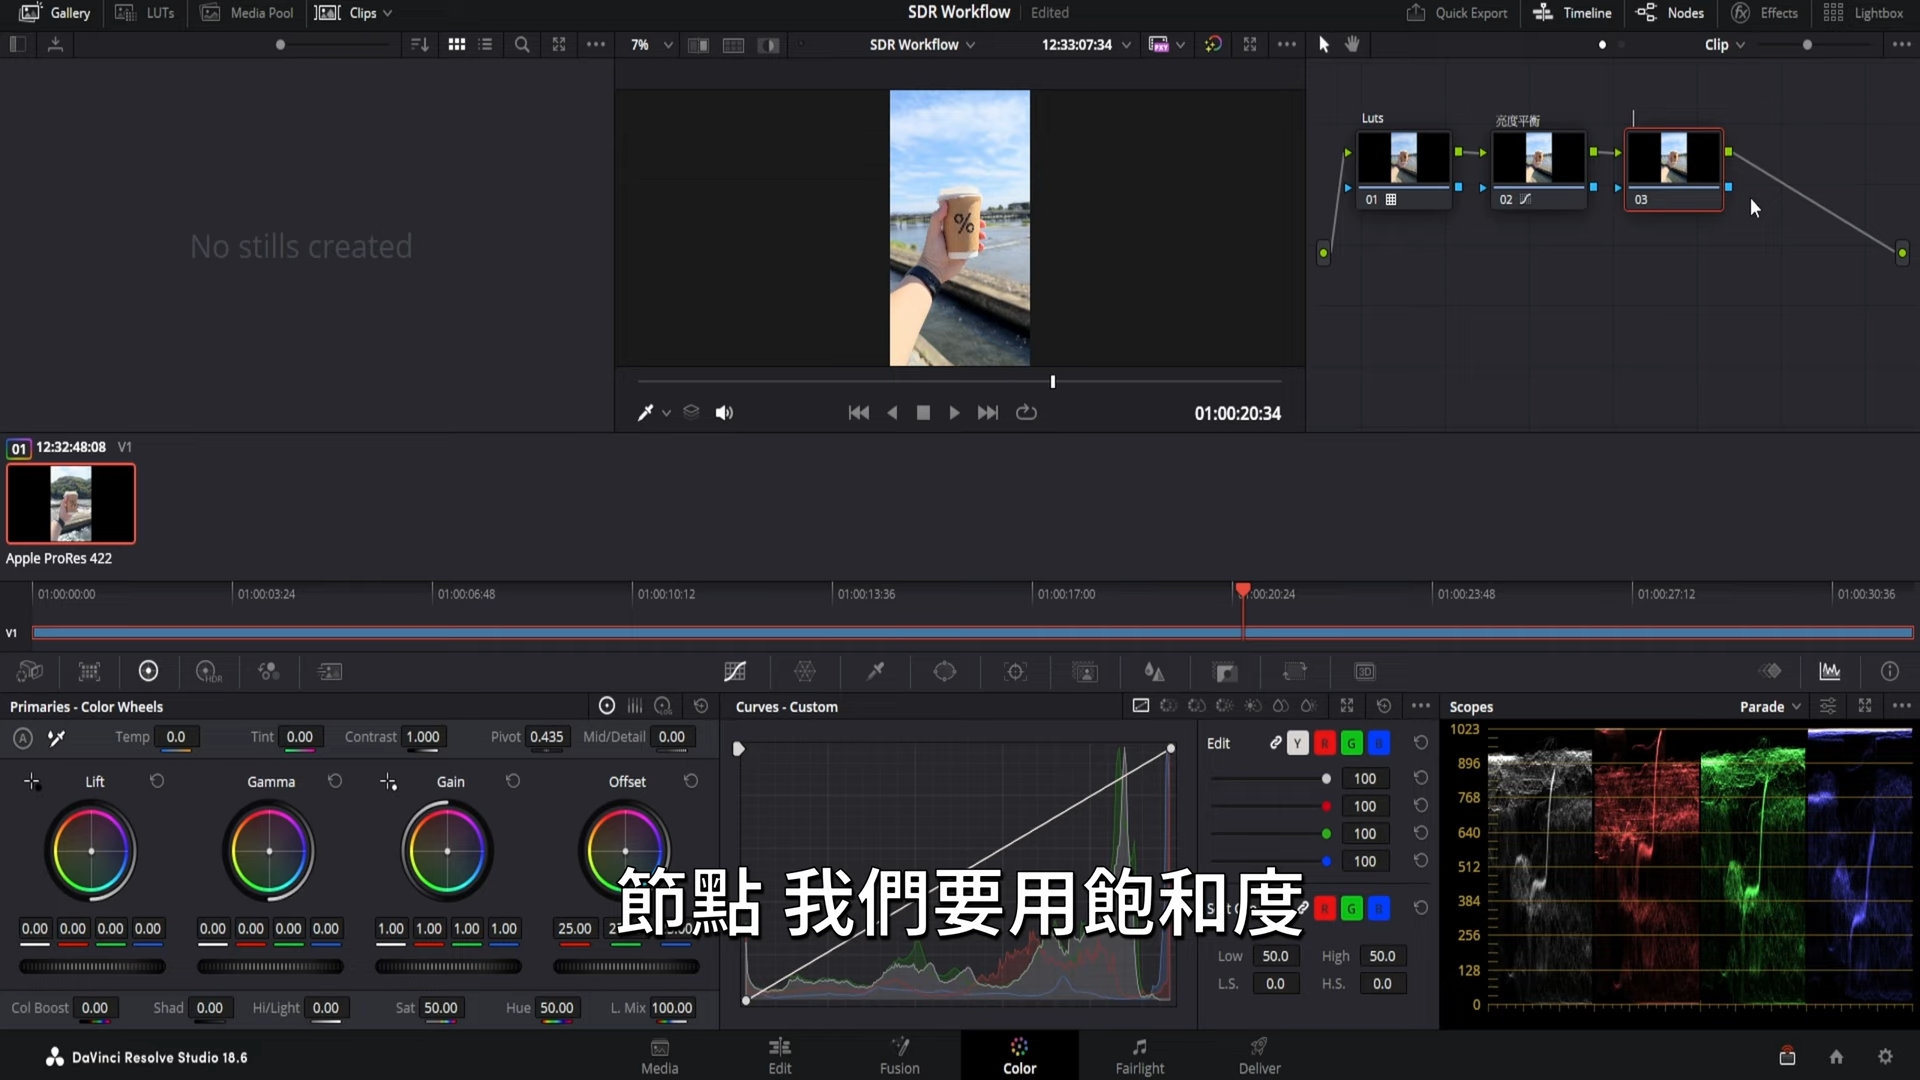 Gallery LUTs Media Pool Clips SDR Workflow Edited Quick Export Timeline Nodes Effects Lightbox
7% SDR Workflow 12:33:07:34 Clip
Luts 亮度平衡
%
01 02 03
No stills created
01:00:20:34
01 12:32:48:08 V1
Apple ProRes 422
01:00:00:00 01:00:03:24 01:00:06:48 01:00:10:12 01:00:13:36 01:00:17:00 :00:20:24 01:00:23:48 01:00:27:12 01:00:30:36
V1
HDR 3D
Primaries - Color Wheels Curves - Custom Scopes Parade
A Temp 0.0 Tint 0.00 Contrast 1.000 Pivot 0.435 Mid/Detail 0.00
Edit Y R G B
Lift Gamma Gain Offset
100
100
100
100
1023
896
768
640
512
384
256
128
0
節點 我們要用飽和度
R G B
0.00 0.00 0.00 0.00 0.00 0.00 0.00 0.00 1.00 1.00 1.00 1.00 25.00
Low 50.0 High 50.0
L.S. 0.0 H.S. 0.0
Col Boost 0.00 Shad 0.00 Hi/Light 0.00 Sat 50.00 Hue 50.00 L. Mix 100.00
DaVinci Resolve Studio 18.6
Media Edit Fusion Color Fairlight Deliver